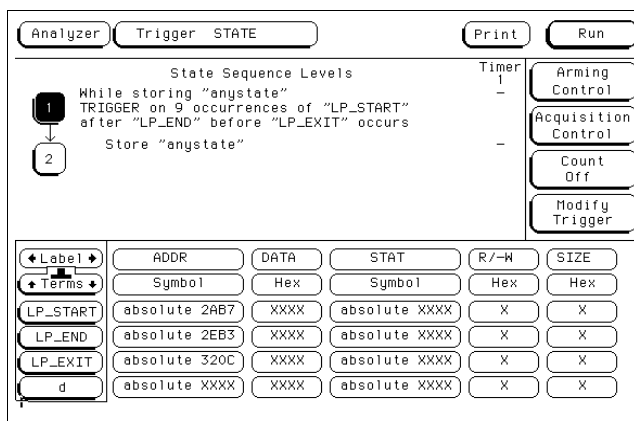 Analyzer Trigger STATE Print Run
State Sequence Levels
Timer
1
Arming
Control
1 While storing "anystate" –
TRIGGER on 9 occurrences of "LP_START"
after "LP_END" before "LP_EXIT" occurs
Acquisition
Control
2 Store "anystate" –
Count
Off
Modify
Trigger
Label ADDR DATA STAT R/-W SIZE
Terms Symbol Hex Symbol Hex Hex
LP_START absolute 2AB7 XXXX absolute XXXX X X
LP_END absolute 2EB3 XXXX absolute XXXX X X
LP_EXIT absolute 320C XXXX absolute XXXX X X
d absolute XXXX XXXX absolute XXXX X X